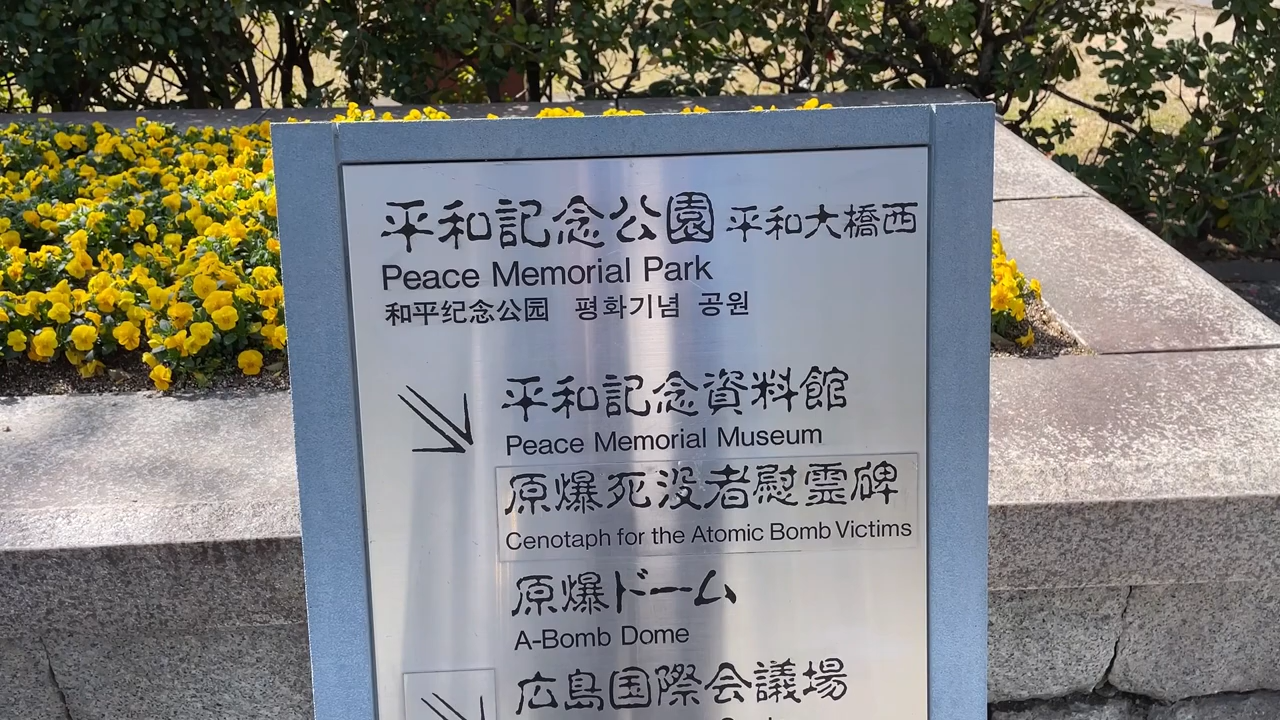 平和記念公園 平和大橋西
Peace Memorial Park
和平纪念公园 평화기념 공원
平和記念資料館
Peace Memorial Museum
原爆死没者慰霊碑
Cenotaph for the Atomic Bomb Victims
原爆ドーム
A-Bomb Dome
広島国際会議場